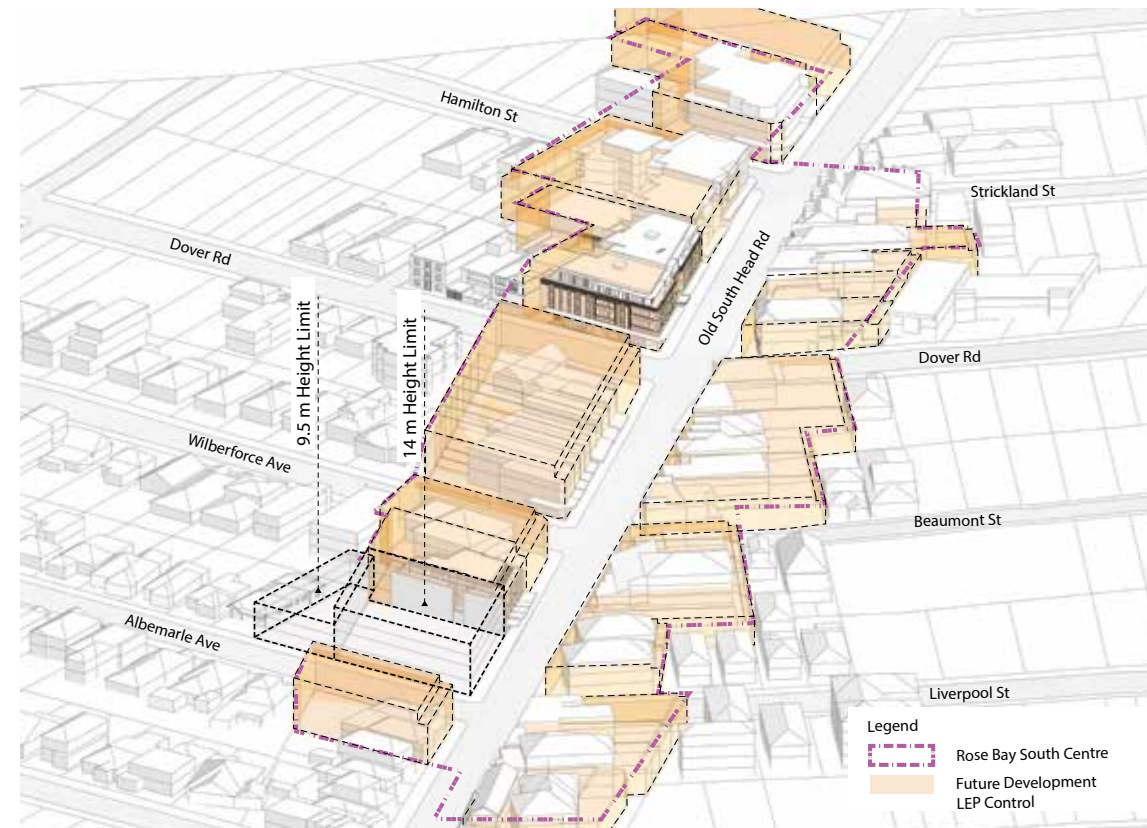 Hamilton St
Strickland St
Dover Rd
Old South Head Rd
9.5 m Height Limit
14 m Height Limit
Dover Rd
Wilberforce Ave
Beaumont St
Albemarle Ave
Liverpool St
Legend
Rose Bay South Centre
Future Development
LEP Control